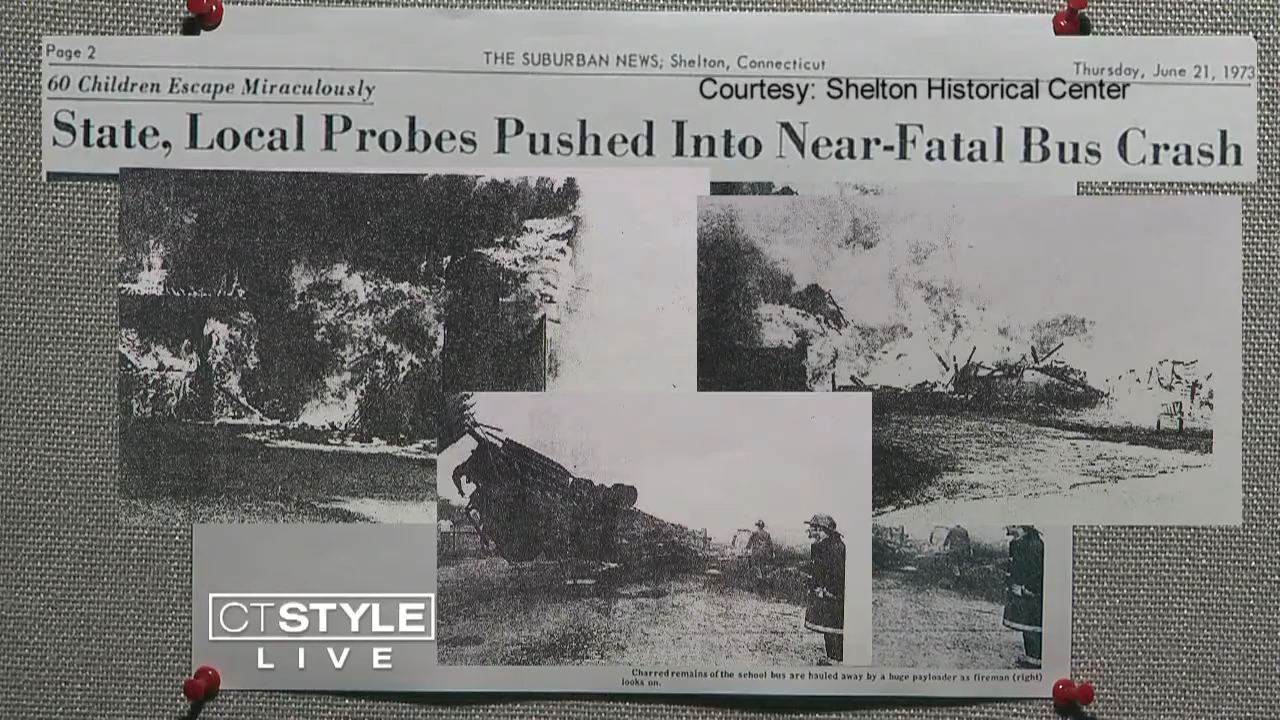 Page 2
THE SUBURBAN NEWS; Shelton, Connecticut
Thursday, June 21, 1973
60 Children Escape Miraculously
Courtesy: Shelton Historical Center
State, Local Probes Pushed Into Near-Fatal Bus Crash
CTSTYLE
LIVE
Charred remains of the school bus are hauled away by a huge payloader as fireman (right)
looks on.